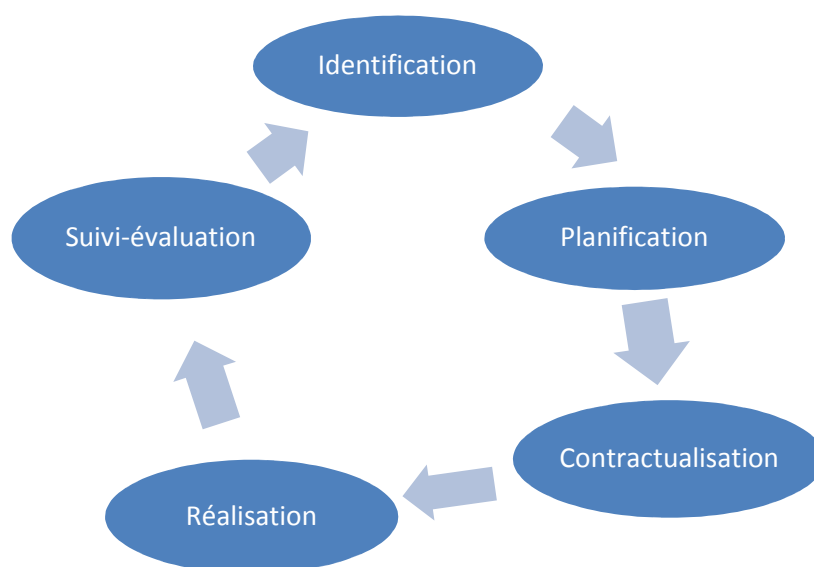 Identification
Planification
Contractualisation
Réalisation
Suivi-évaluation